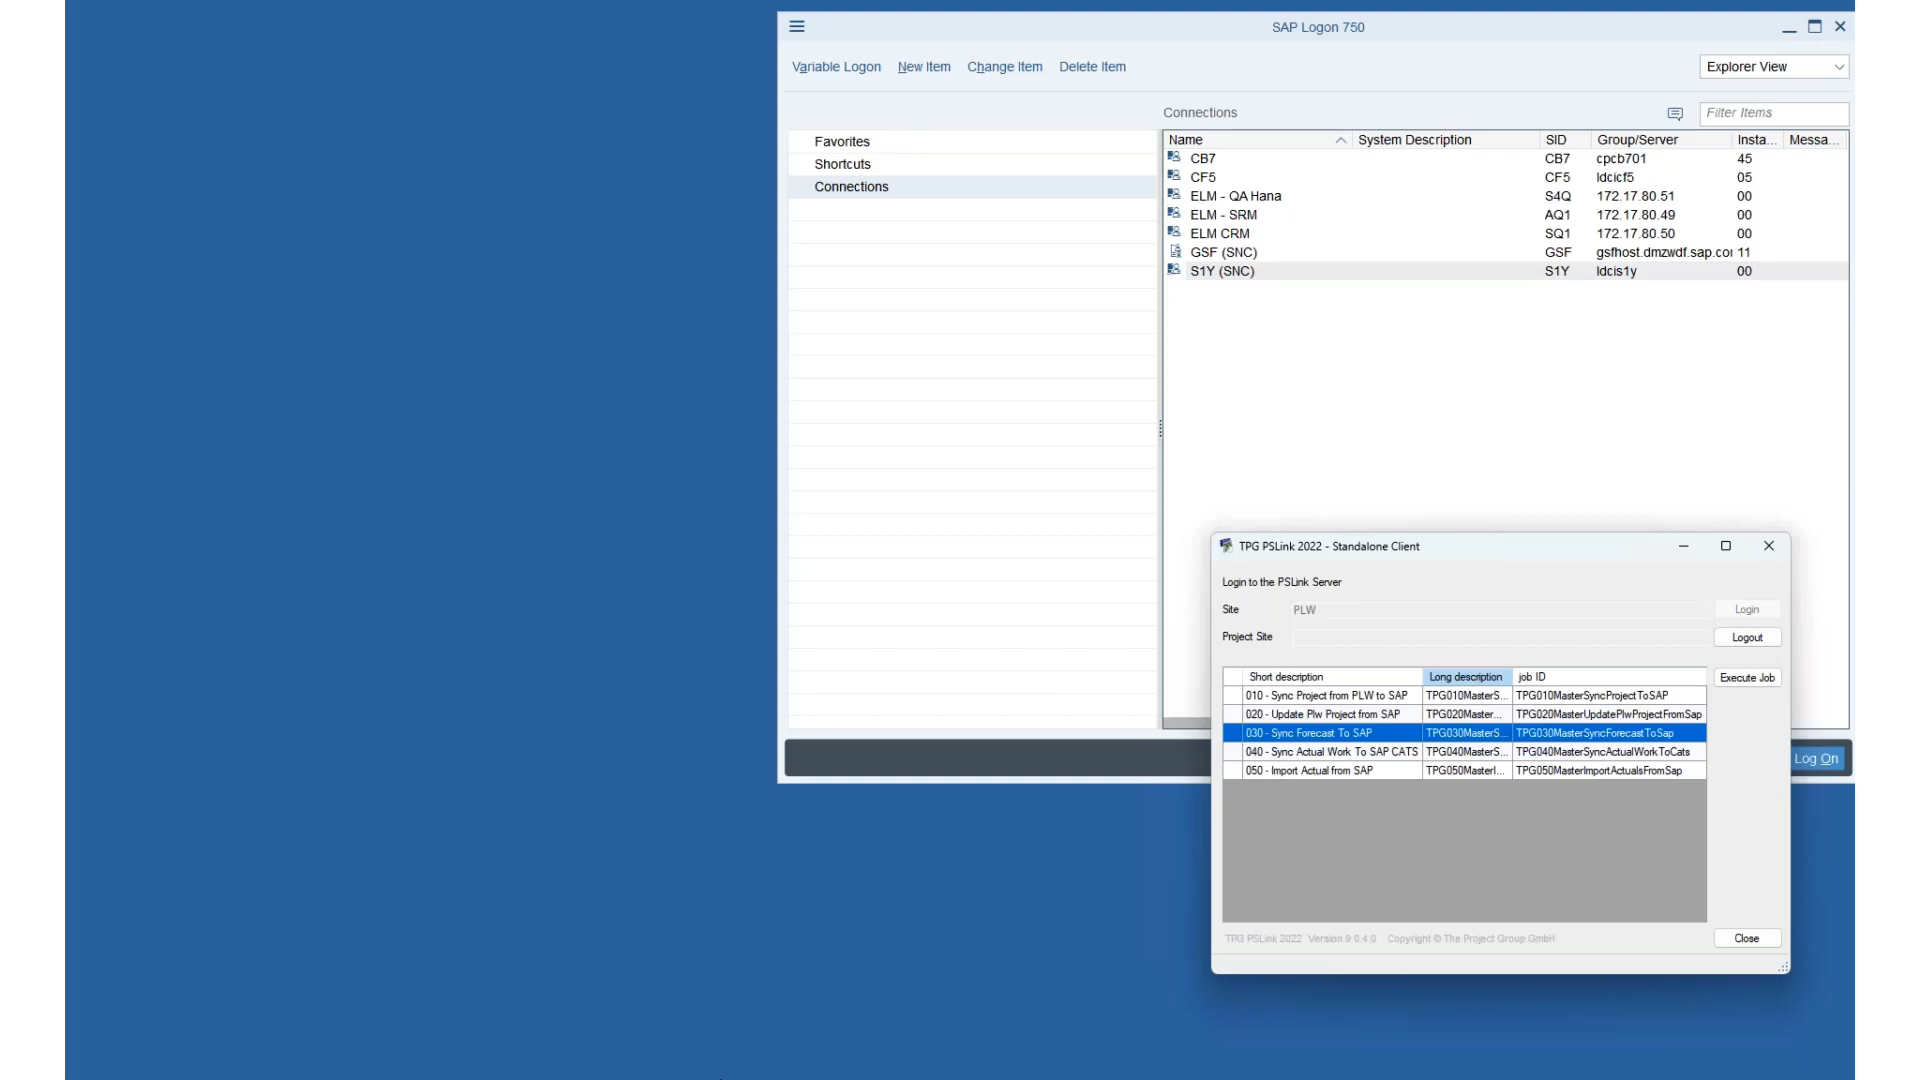 SAP Logon 750
Variable Logon New Item Change Item Delete Item
Explorer View
Connections
Filter Items
Favorites
Shortcuts
Connections
Name System Description SID Group/Server Insta... Messa...
CB7 CB7 cpcb701 45
CF5 CF5 ldcicf5 05
ELM - QA Hana S4Q 172.17.80.51 00
ELM - SRM AQ1 172.17.80.49 00
ELM CRM SQ1 172.17.80.50 00
GSF (SNC) GSF gsfhost.dmzwdf.sap.cor 11
S1Y (SNC) S1Y ldcis1y 00
Log On
TPG PSLink 2022 - Standalone Client
Login to the PSLink Server
Site PLW Login
Project Site Logout
Short description Long description job ID Execute Job
010 - Sync Project from PLW to SAP TPG010MasterS... TPG010MasterSyncProjectToSAP
020 - Update Plw Project from SAP TPG020Master... TPG020MasterUpdatePlwProjectFromSap
030 - Sync Forecast To SAP TPG030MasterS... TPG030MasterSyncForecastToSap
040 - Sync Actual Work To SAP CATS TPG040MasterS... TPG040MasterSyncActualWorkToCats
050 - Import Actual from SAP TPG050MasterI... TPG050MasterImportActualsFromSap
TPG PSLink 2022 Version 9.0.4.0 Copyright © The Project Group GmbH
Close